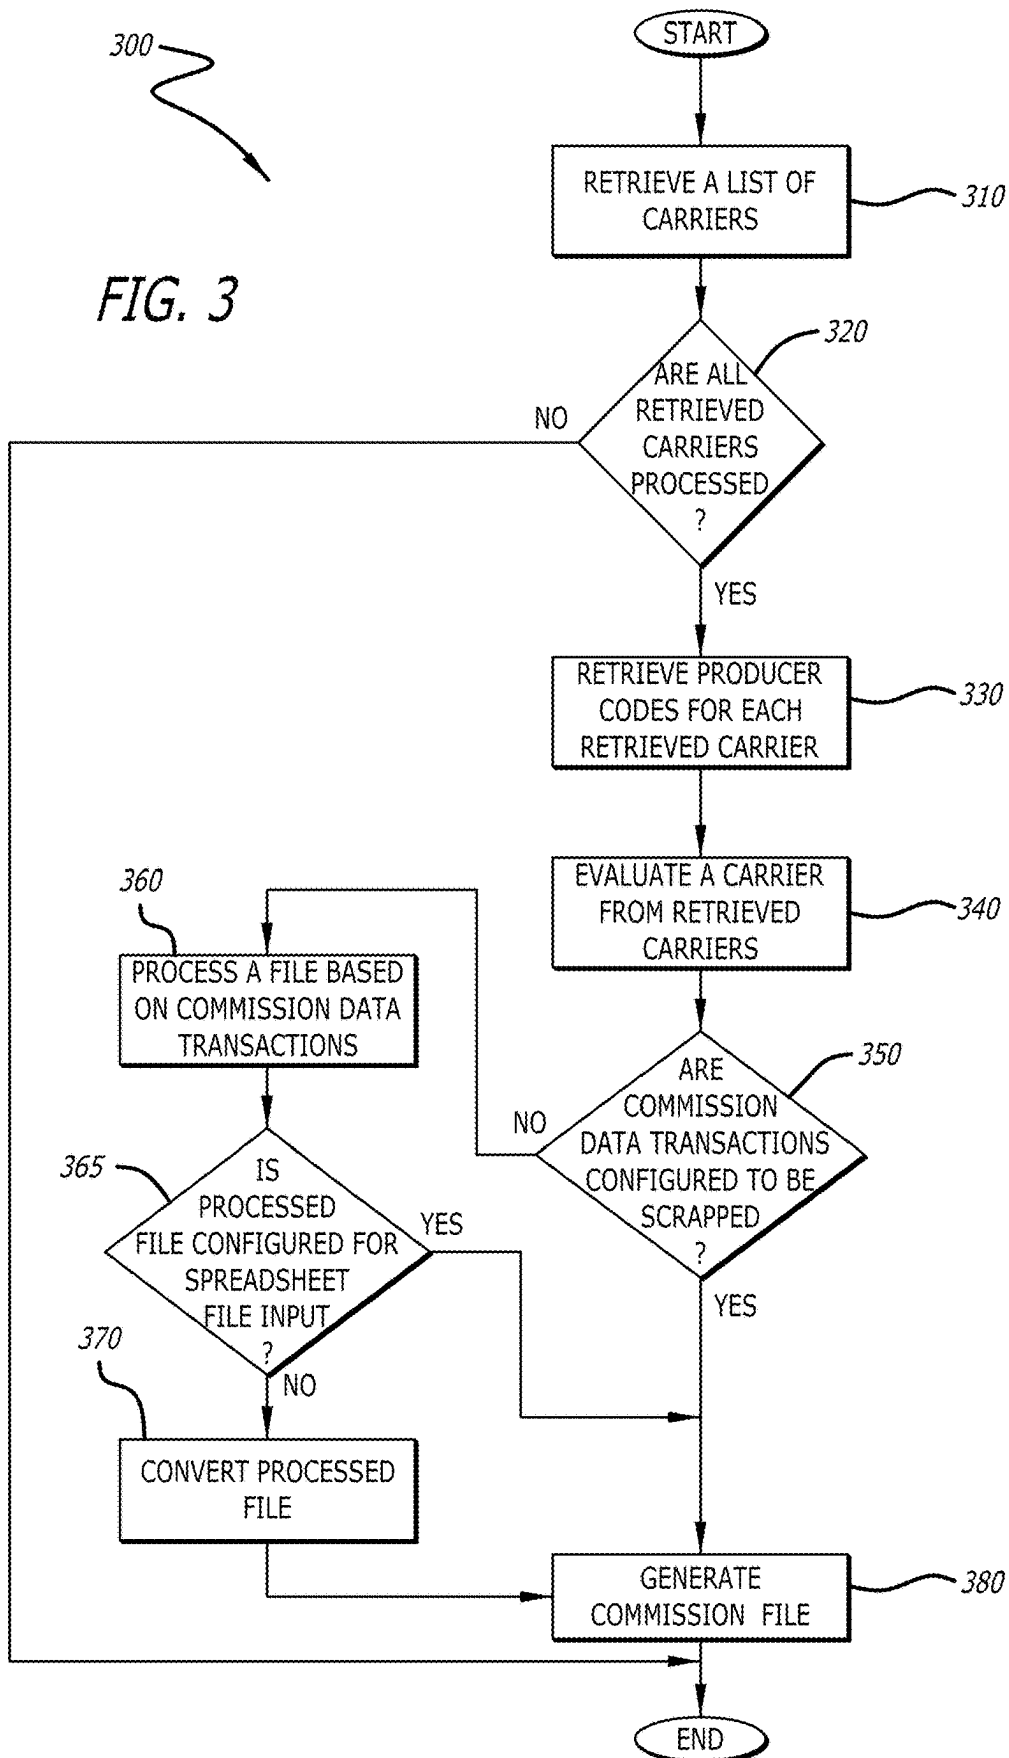 300
START
RETRIEVE A LIST OF
CARRIERS
310
FIG. 3
320
ARE ALL
RETRIEVED
CARRIERS
PROCESSED
?
NO
YES
RETRIEVE PRODUCER
CODES FOR EACH
RETRIEVED CARRIER
330
EVALUATE A CARRIER
FROM RETRIEVED
CARRIERS
340
ARE
COMMISSION
DATA TRANSACTIONS
CONFIGURED TO BE
SCRAPPED
?
350
NO
YES
360
PROCESS A FILE BASED
ON COMMISSION DATA
TRANSACTIONS
365
IS
PROCESSED
FILE CONFIGURED FOR
SPREADSHEET
FILE INPUT
?
YES
NO
370
CONVERT PROCESSED
FILE
GENERATE
COMMISSION FILE
380
END